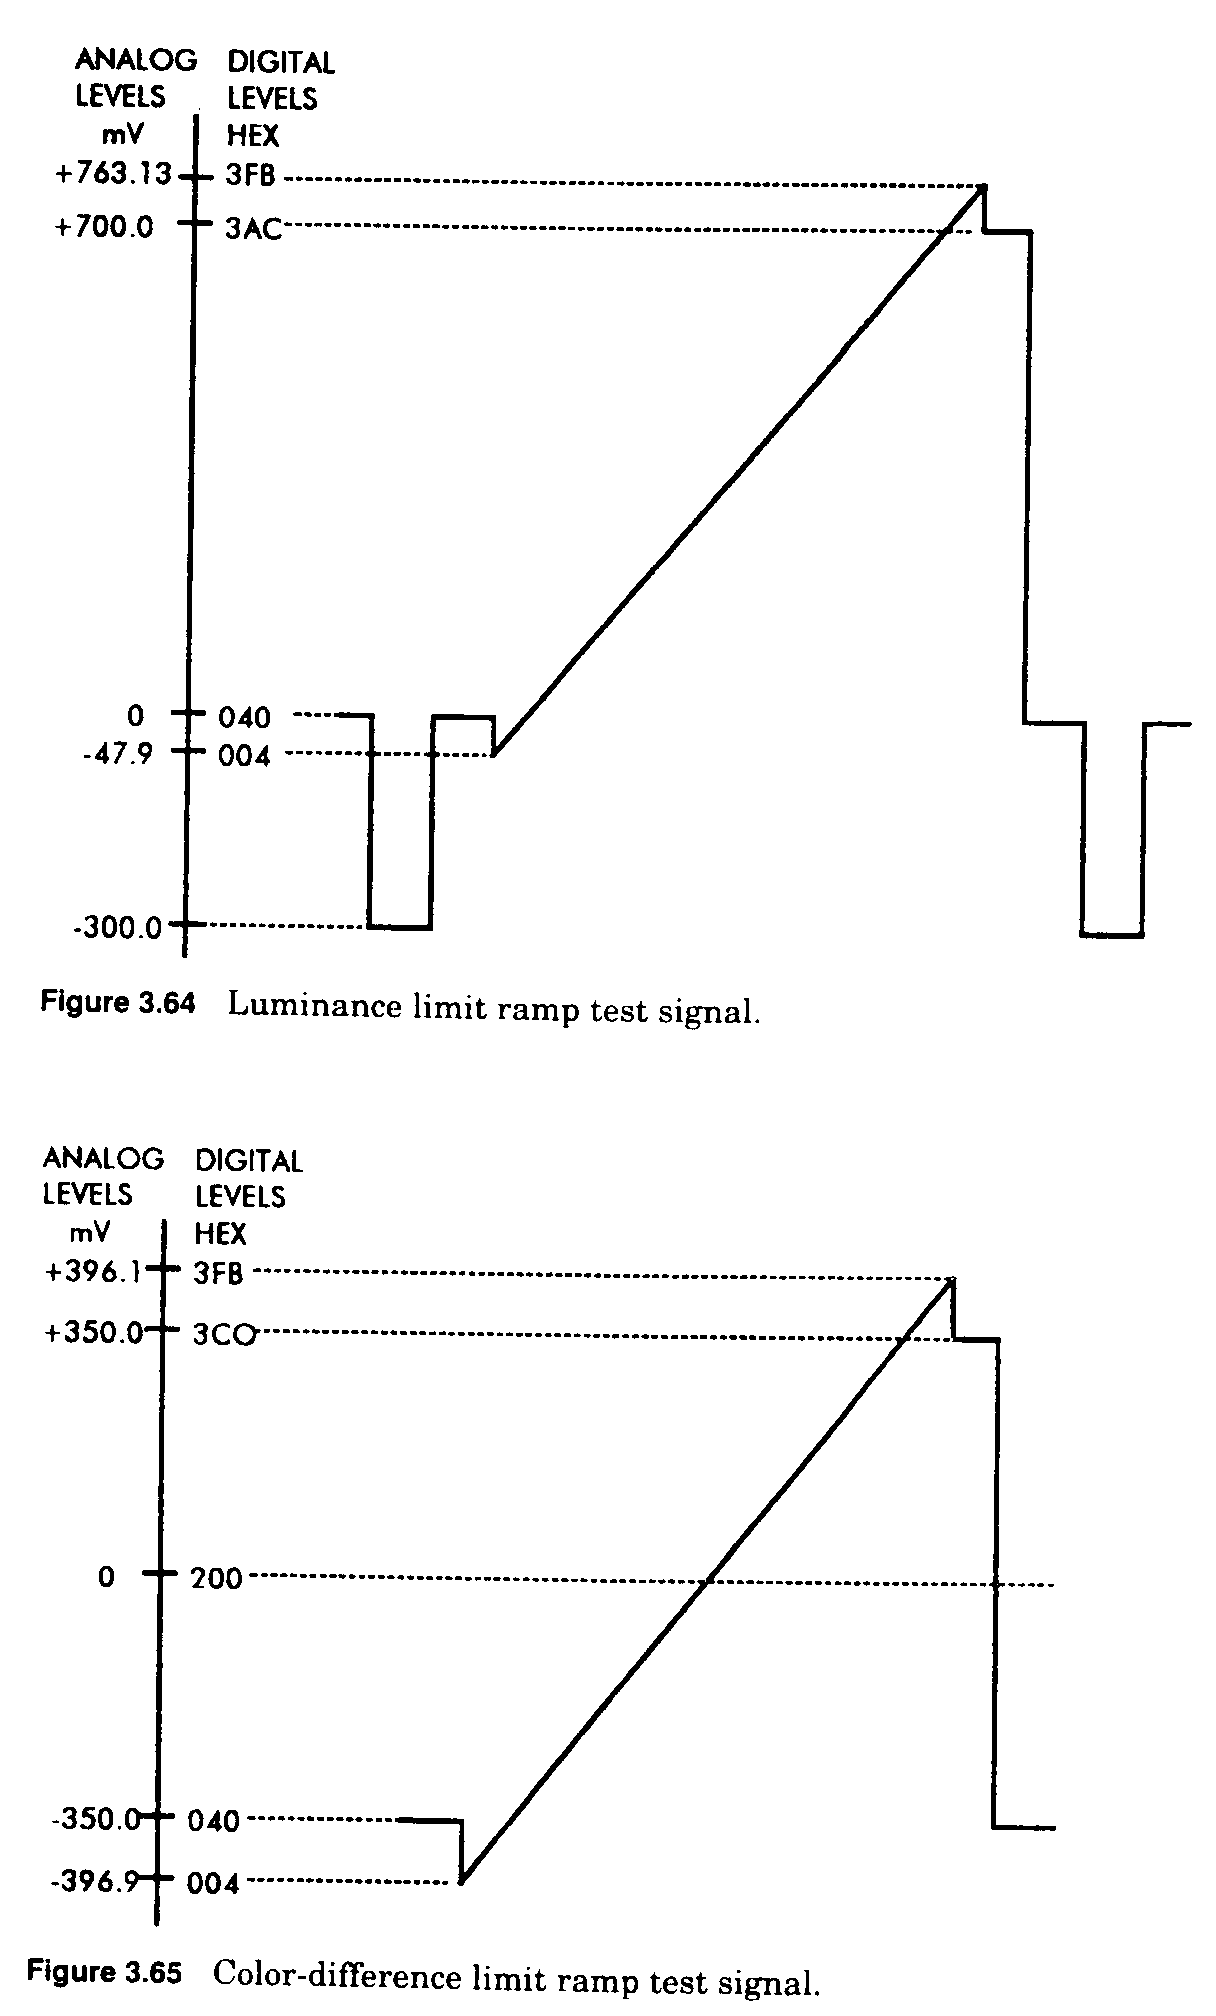 ANALOG DIGITAL
LEVELS LEVELS
mV HEX
+763.13 3FB
+700.0 3AC
0 040
-47.9 004
-300.0
Figure 3.64 Luminance limit ramp test signal.
ANALOG DIGITAL
LEVELS LEVELS
mV HEX
+396.1 3FB
+350.0 3CO
0 200
-350.0 040
-396.9 004
Figure 3.65 Color-difference limit ramp test signal.